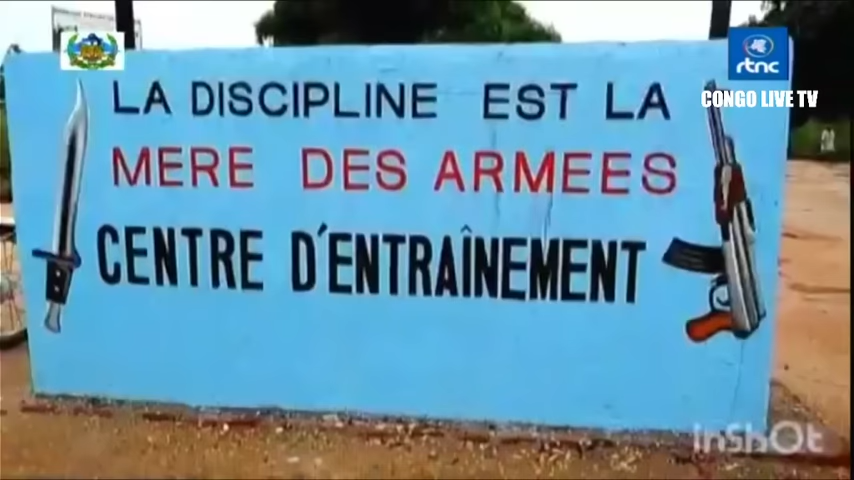 rtnc
CONGO LIVE TV
LA DISCIPLINE EST LA
MERE DES ARMEES
CENTRE D'ENTRAÎNEMENT
InShOt